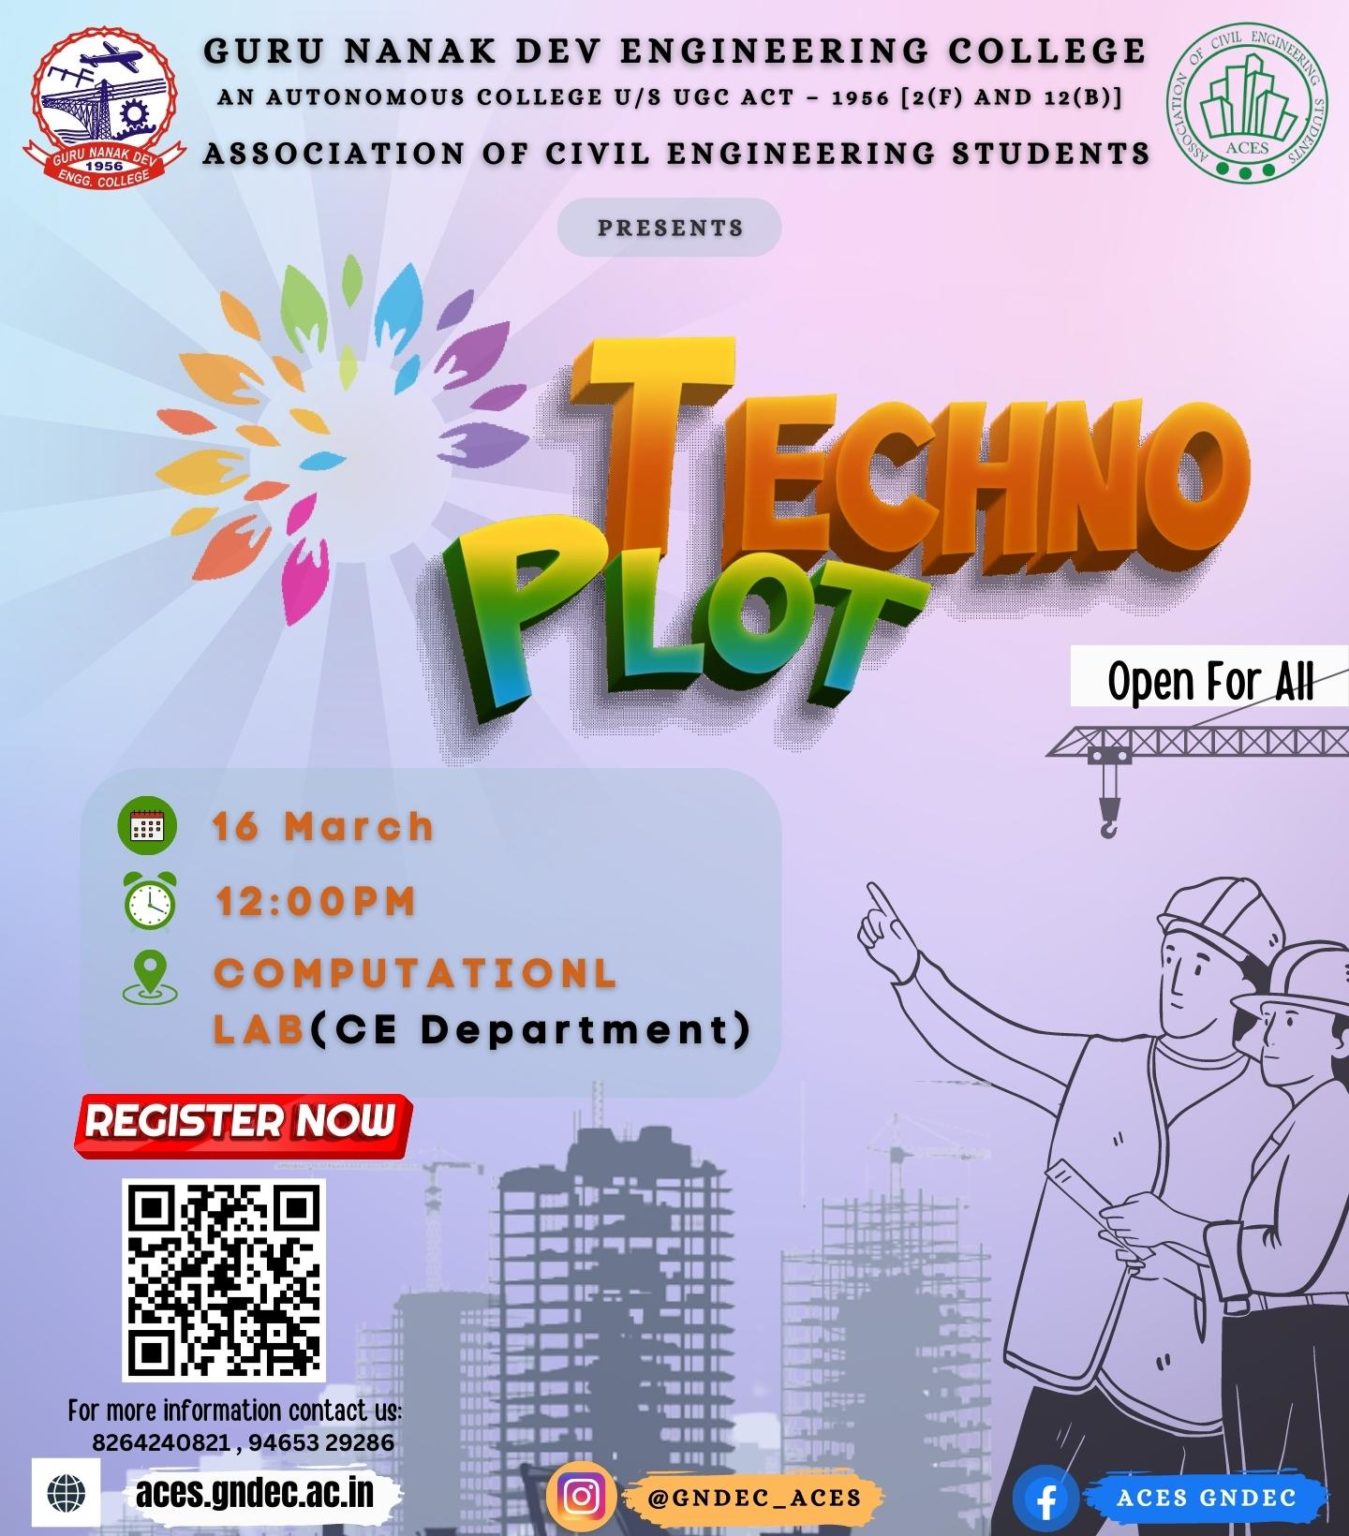 GURU NANAK DEV ENGINEERING COLLEGE
AN AUTONOMOUS COLLEGE U/S UGC ACT – 1956 [2(F) AND 12(B)]
ASSOCIATION OF CIVIL ENGINEERING STUDENTS
GURU NANAK DEV
1956
ENGG. COLLEGE
ASSOCIATION OF CIVIL ENGINEERING STUDENTS
ACES
PRESENTS
TECHNO
PLOT
Open For All
16 March
12:00PM
COMPUTATIONL
LAB(CE Department)
REGISTER NOW
For more information contact us:
8264240821 , 94653 29286
aces.gndec.ac.in
@GNDEC_ACES
ACES GNDEC